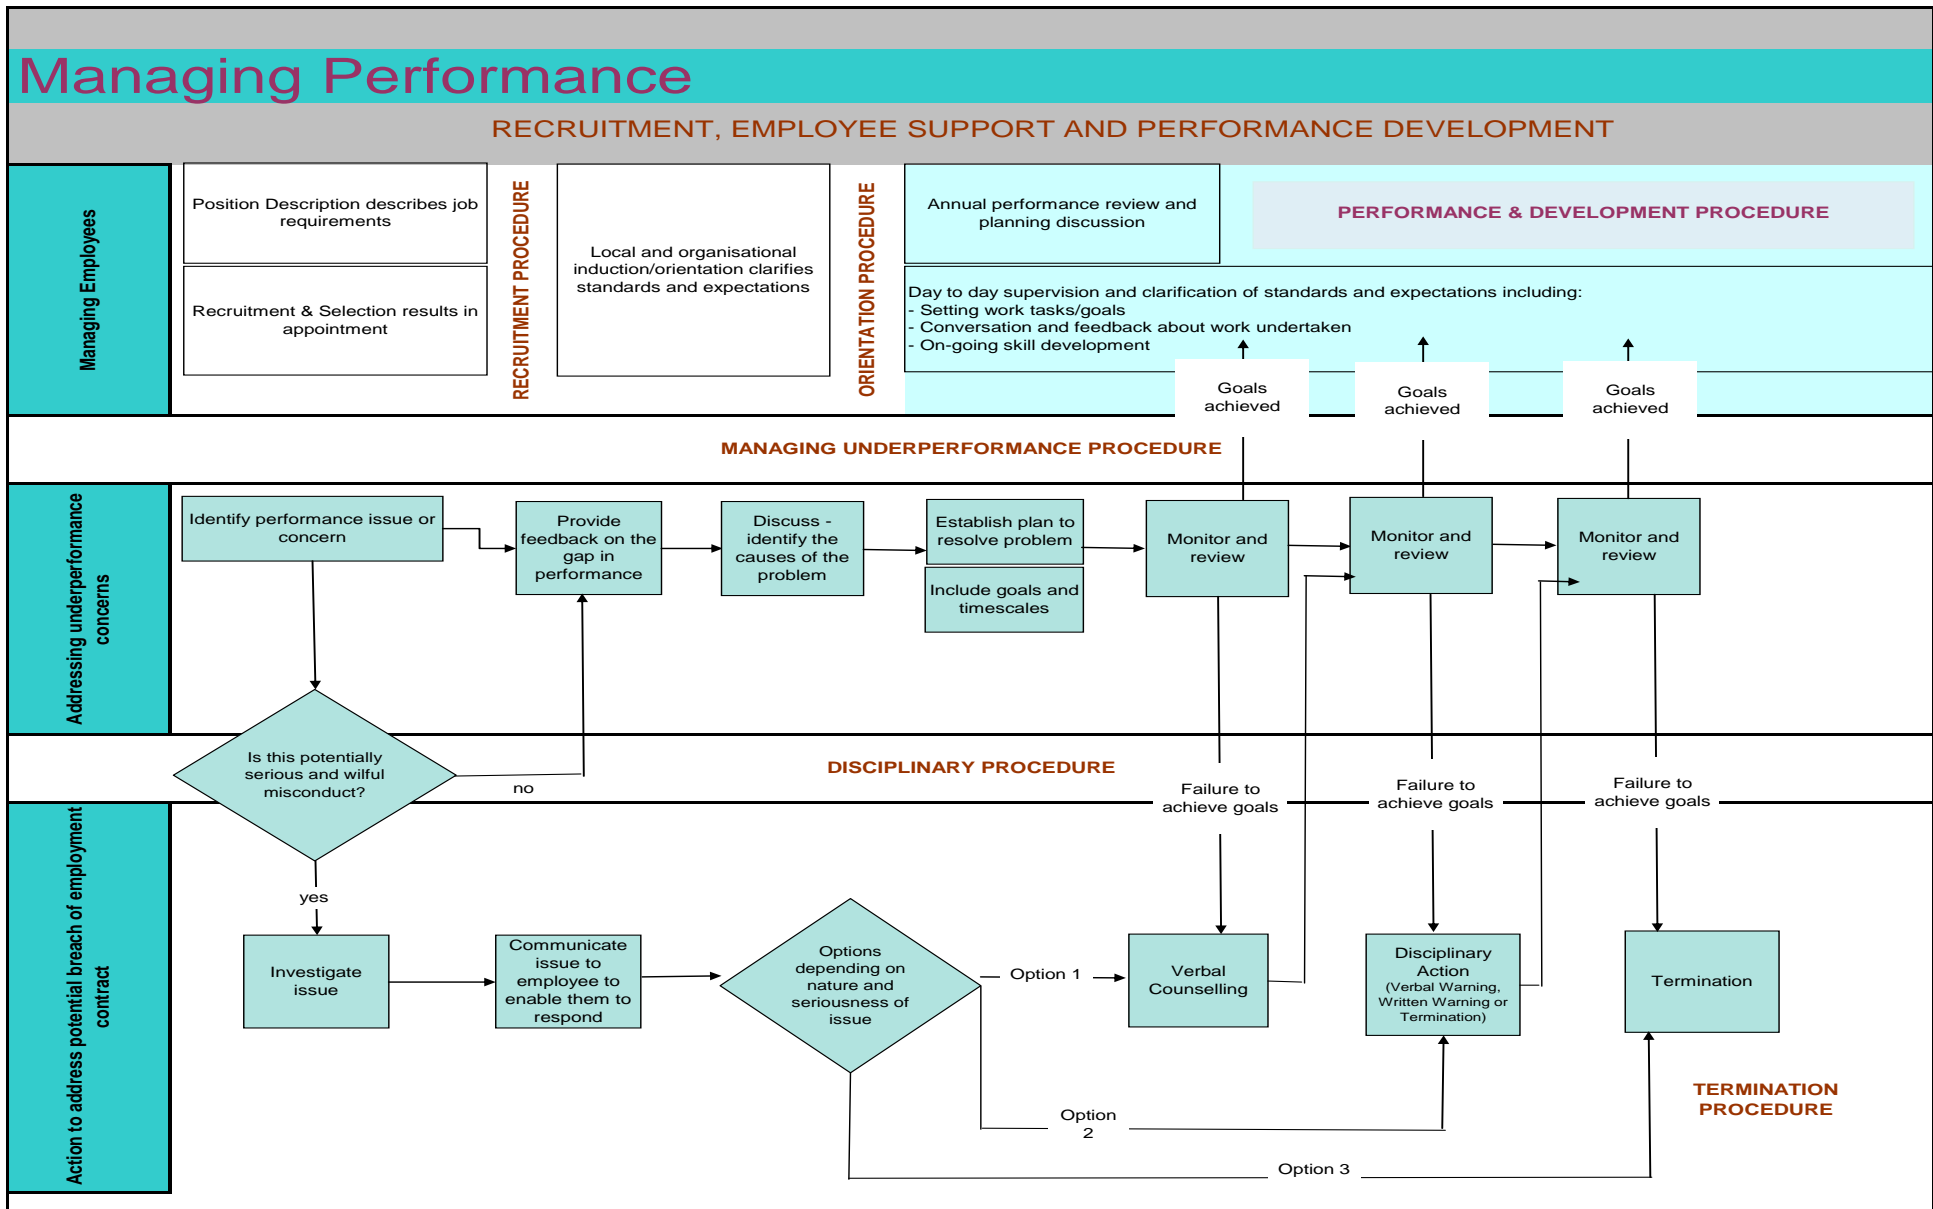 Managing Performance
RECRUITMENT, EMPLOYEE SUPPORT AND PERFORMANCE DEVELOPMENT
Managing Employees
Position Description describes job
requirements
Recruitment & Selection results in
appointment
RECRUITMENT PROCEDURE
Local and organisational
induction/orientation clarifies
standards and expectations
ORIENTATION PROCEDURE
Annual performance review and
planning discussion
PERFORMANCE & DEVELOPMENT PROCEDURE
Day to day supervision and clarification of standards and expectations including:
- Setting work tasks/goals
- Conversation and feedback about work undertaken
- On-going skill development
Goals
achieved
Goals
achieved
Goals
achieved
MANAGING UNDERPERFORMANCE PROCEDURE
Addressing underperformance
concerns
Identify performance issue or
concern
Provide
feedback on the
gap in
performance
Discuss -
identify the
causes of the
problem
Establish plan to
resolve problem
Include goals and
timescales
Monitor and
review
Monitor and
review
Monitor and
review
Is this potentially
serious and wilful
misconduct?
no
DISCIPLINARY PROCEDURE
Failure to
achieve goals
Failure to
achieve goals
Failure to
achieve goals
Action to address potential breach of employment
contract
yes
Investigate
issue
Communicate
issue to
employee to
enable them to
respond
Options
depending on
nature and
seriousness of
issue
Option 1
Verbal
Counselling
Disciplinary
Action
(Verbal Warning,
Written Warning or
Termination)
Termination
Option
2
Option 3
TERMINATION
PROCEDURE